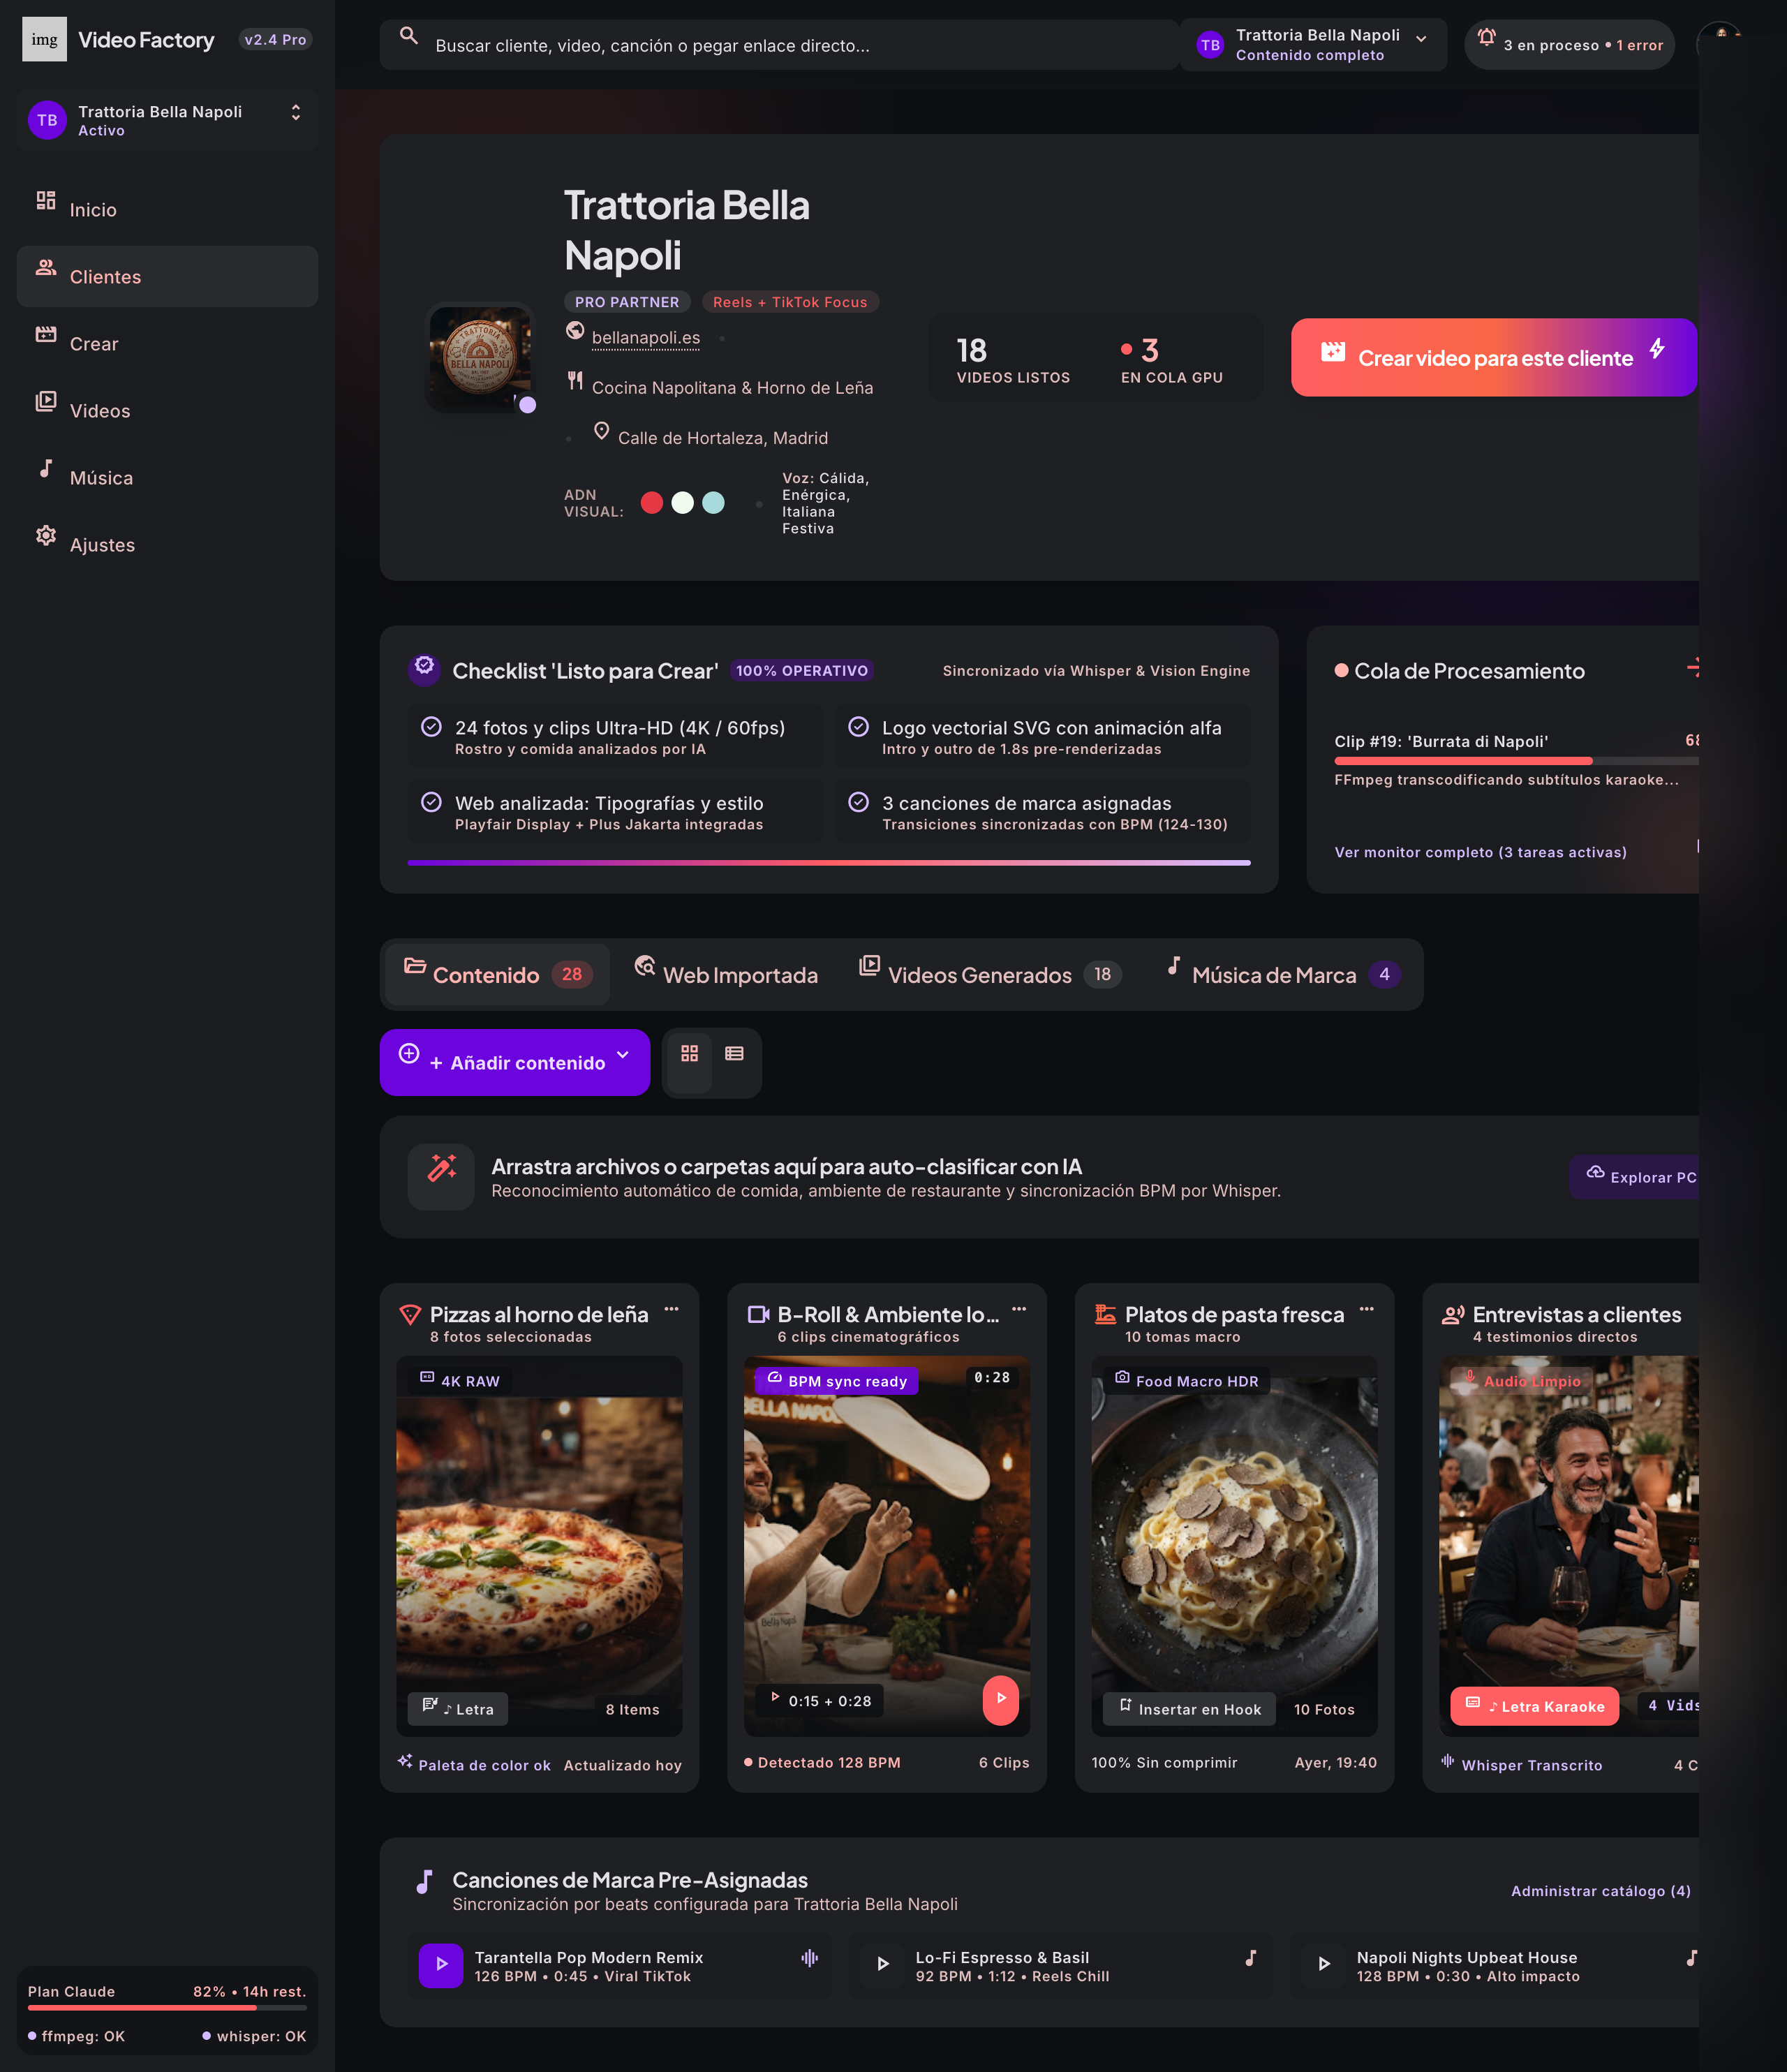 img
Video Factory
v2.4 Pro
Trattoria Bella Napoli
Activo
Inicio
Clientes
Crear
Videos
Música
Ajustes
Plan Claude
82% • 14h rest.
ffmpeg: OK
whisper: OK
Buscar cliente, video, canción o pegar enlace directo...
TB
Trattoria Bella Napoli
Contenido completo
3 en proceso • 1 error
TB
Trattoria Bella
Napoli
PRO PARTNER
Reels + TikTok Focus
bellanapoli.es
Cocina Napolitana & Horno de Leña
Calle de Hortaleza, Madrid
ADN
VISUAL:
Voz: Cálida,
Enérgica,
Italiana
Festiva
TRATTORIA
BELLA NAPOLI
18
VIDEOS LISTOS
3
EN COLA GPU
Crear video para este cliente
Checklist 'Listo para Crear'
100% OPERATIVO
Sincronizado vía Whisper & Vision Engine
24 fotos y clips Ultra-HD (4K / 60fps)
Rostro y comida analizados por IA
Logo vectorial SVG con animación alfa
Intro y outro de 1.8s pre-renderizadas
Web analizada: Tipografías y estilo
Playfair Display + Plus Jakarta integradas
3 canciones de marca asignadas
Transiciones sincronizadas con BPM (124-130)
Cola de Procesamiento
Clip #19: 'Burrata di Napoli'
68
FFmpeg transcodificando subtítulos karaoke...
Ver monitor completo (3 tareas activas)
Contenido 28
Web Importada
Videos Generados 18
Música de Marca 4
+ Añadir contenido
Arrastra archivos o carpetas aquí para auto-clasificar con IA
Reconocimiento automático de comida, ambiente de restaurante y sincronización BPM por Whisper.
Explorar PC
Pizzas al horno de leña
8 fotos seleccionadas
4K RAW
♪ Letra
8 Items
Paleta de color ok
Actualizado hoy
B-Roll & Ambiente lo...
6 clips cinematográficos
BPM sync ready
0:28
BELLA NAPO
Bella Napoli
0:15 + 0:28
Detectado 128 BPM
6 Clips
Platos de pasta fresca
10 tomas macro
Food Macro HDR
Insertar en Hook
10 Fotos
100% Sin comprimir
Ayer, 19:40
Entrevistas a clientes
4 testimonios directos
Audio Limpio
♪ Letra Karaoke
4 Vids
Whisper Transcrito
4 C
Canciones de Marca Pre-Asignadas
Sincronización por beats configurada para Trattoria Bella Napoli
Administrar catálogo (4)
Tarantella Pop Modern Remix
126 BPM • 0:45 • Viral TikTok
Lo-Fi Espresso & Basil
92 BPM • 1:12 • Reels Chill
Napoli Nights Upbeat House
128 BPM • 0:30 • Alto impacto